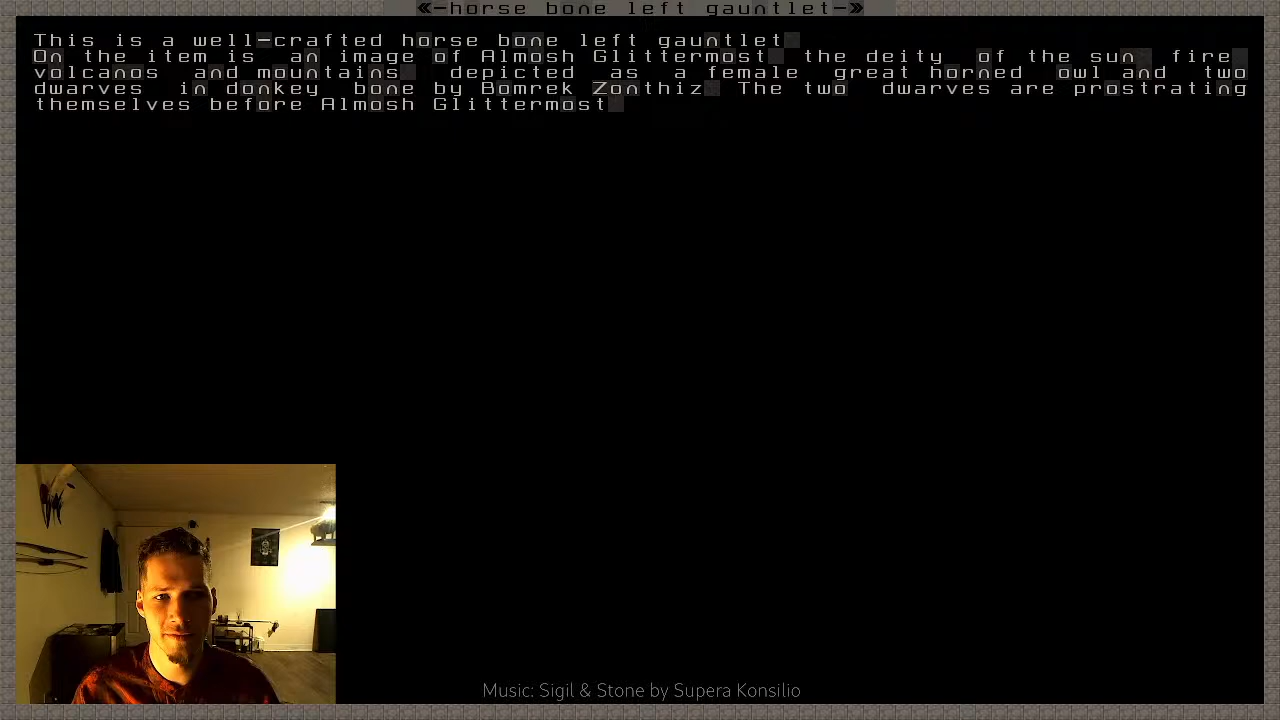 «-horse bone left gauntlet-»
This is a well-crafted horse bone left gauntlet
On the item is an image of Almosh Glittermost the deity of the sun fire
volcanos and mountains depicted as a female great horned owl and two
dwarves in donkey bone by Bomrek Zonthiz The two dwarves are prostrating
themselves before Almosh Glittermost
Music: Sigil & Stone by Supera Konsilio